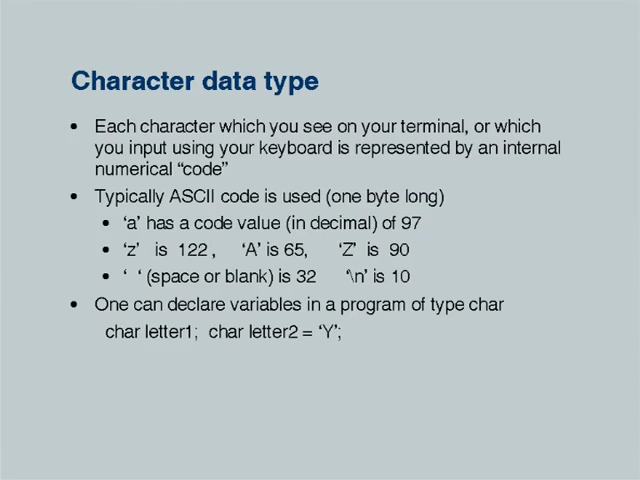 Character data type
• Each character which you see on your terminal, or which
you input using your keyboard is represented by an internal
numerical “code”
• Typically ASCII code is used (one byte long)
• ‘a’ has a code value (in decimal) of 97
• ‘z’ is 122 , ‘A’ is 65, ‘Z’ is 90
• ‘ ‘ (space or blank) is 32 ‘\n’ is 10
• One can declare variables in a program of type char
char letter1; char letter2 = ‘Y’;